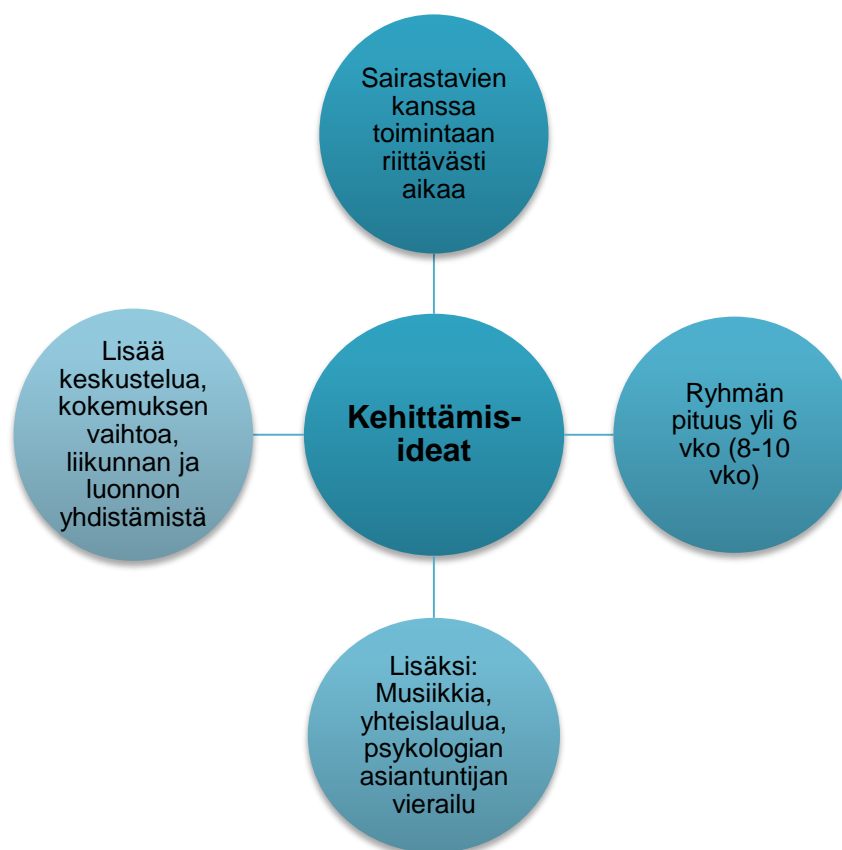 Sairastavien
kanssa
toimintaan
riittävästi
aikaa
Lisää
keskustelua,
kokemuksen
vaihtoa,
liikunnan ja
luonnon
yhdistämistä
Kehittämis-
ideat
Ryhmän
pituus yli 6
vko (8-10
vko)
Lisäksi:
Musiikkia,
yhteislaulua,
psykologian
asiantuntijan
vierailu